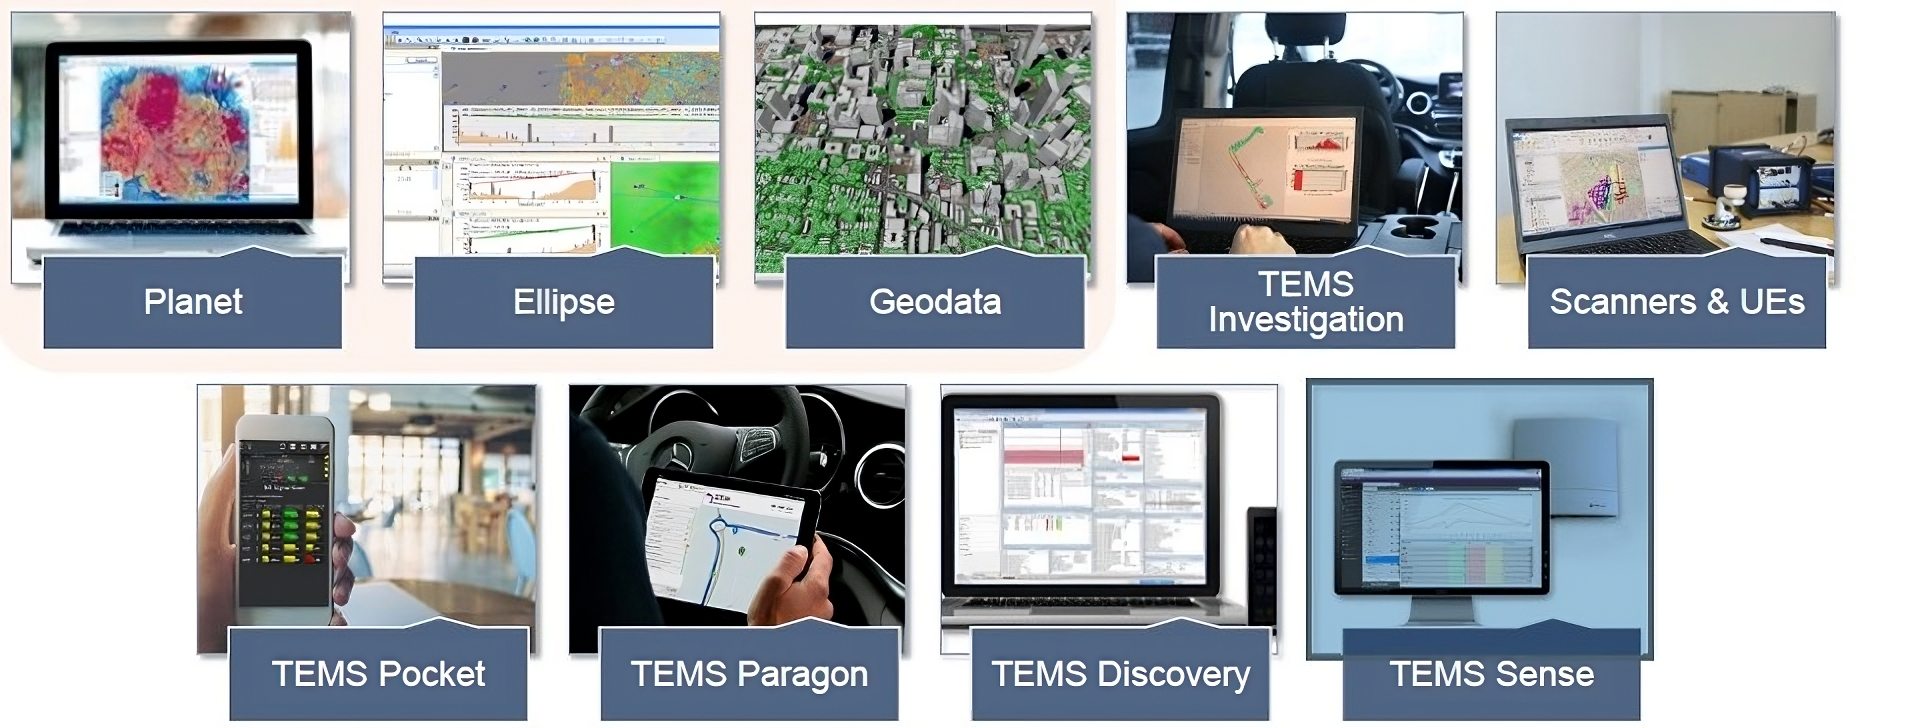 Planet
Ellipse
Geodata
TEMS
Investigation
Scanners & UEs
TEMS Pocket
TEMS Paragon
TEMS Discovery
TEMS Sense